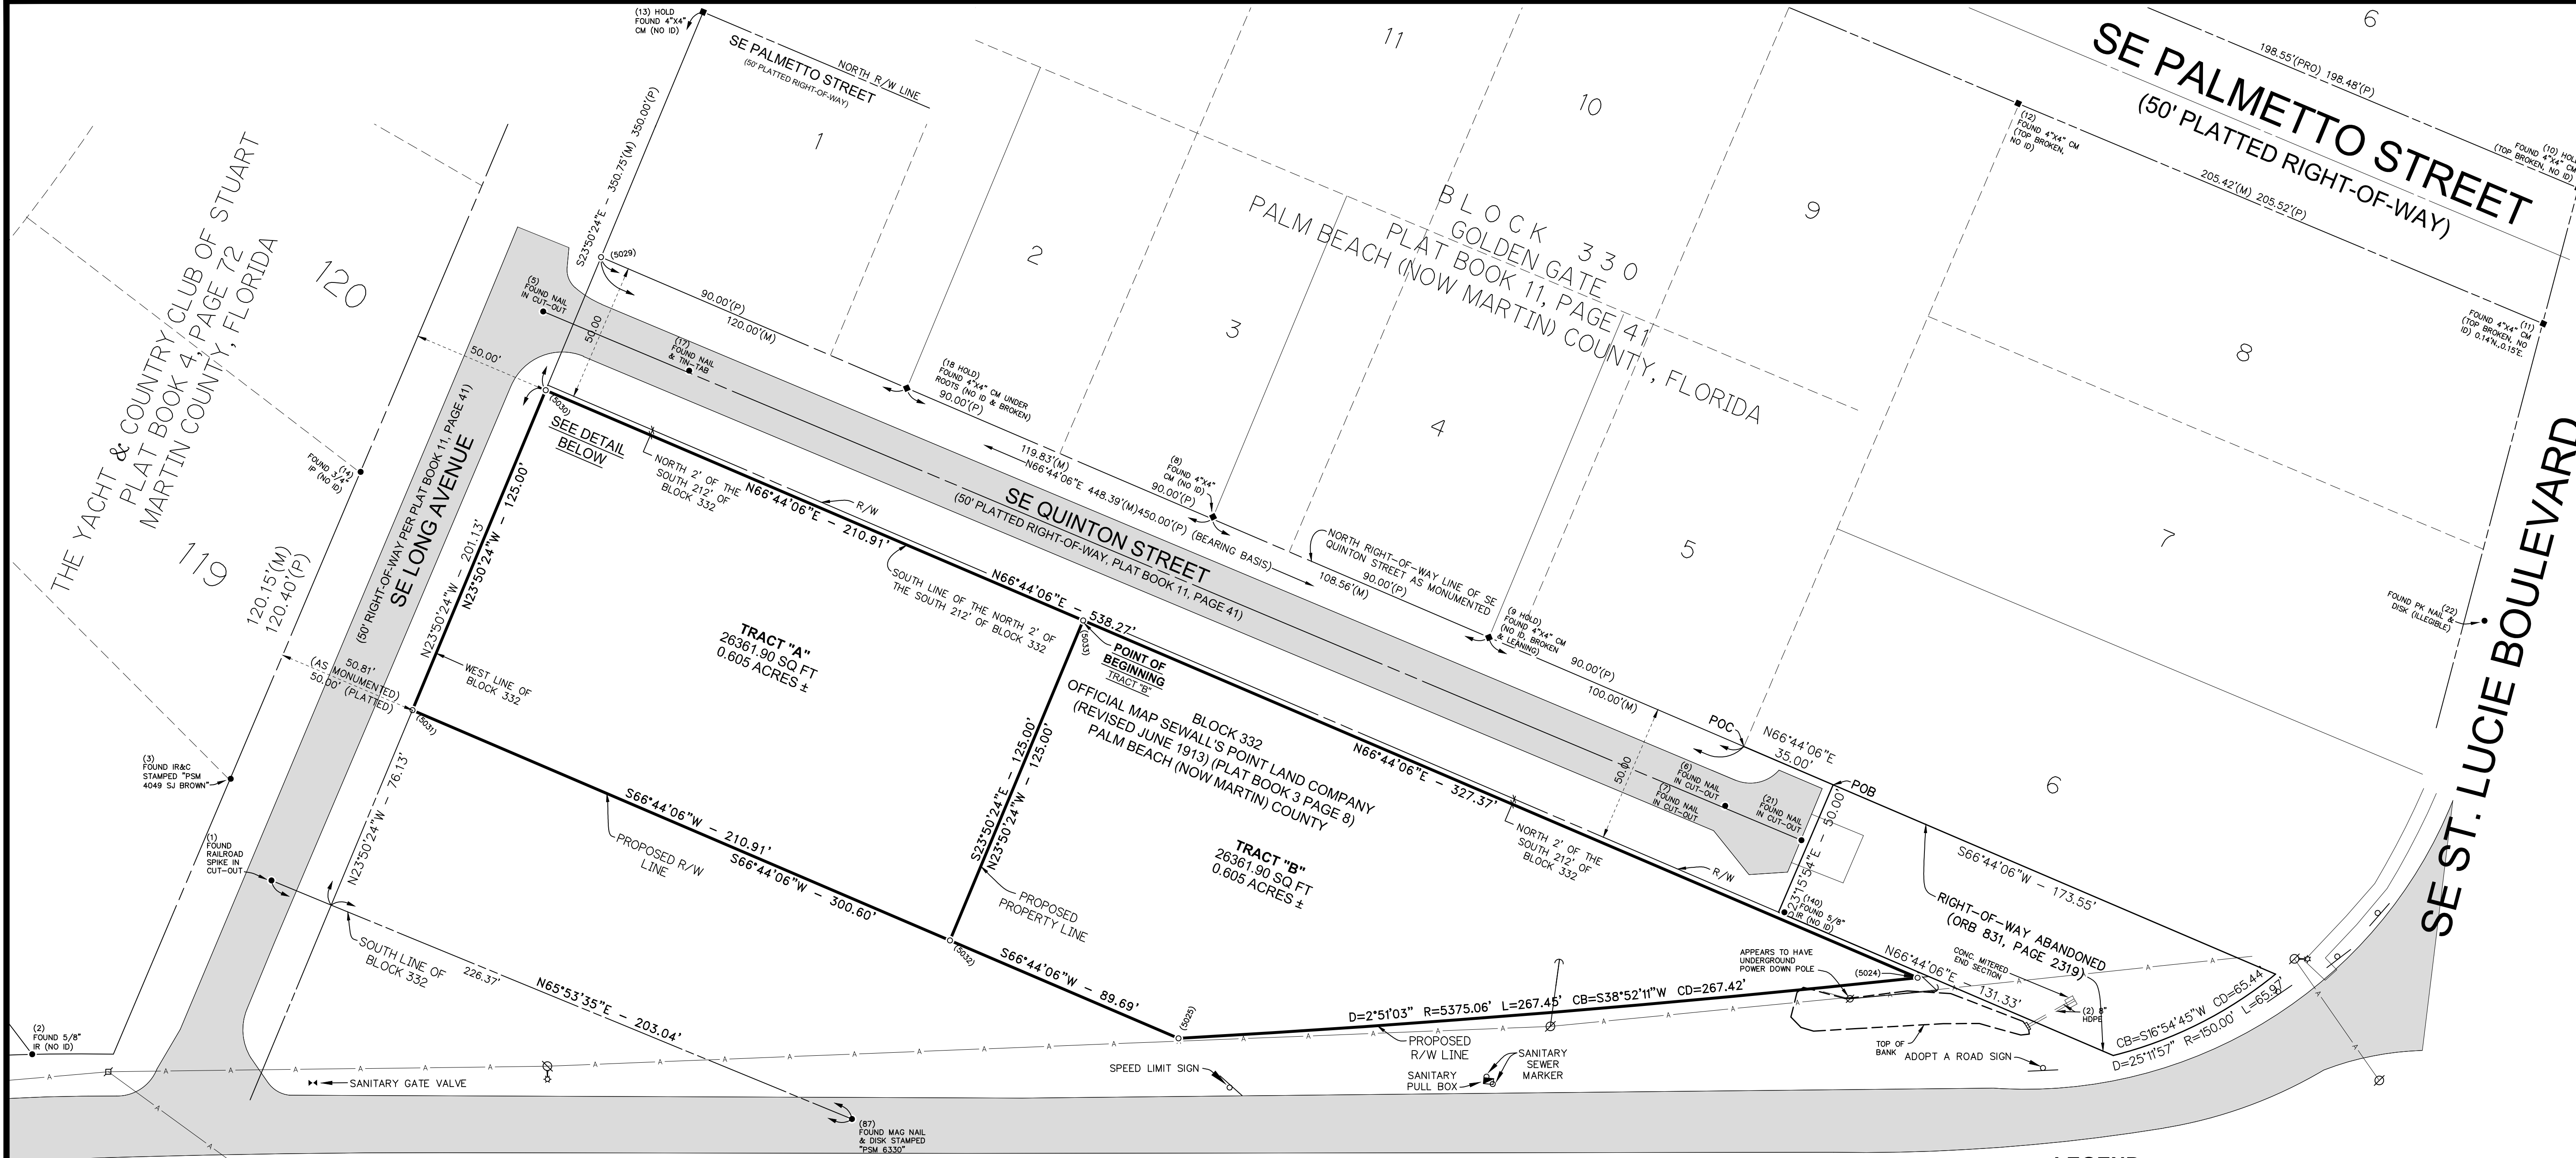 (13) HOLD
FOUND 4"X4"
CM (NO ID)
NORTH R/W LINE
SE PALMETTO STREET
(50' PLATTED RIGHT-OF-WAY)
S23°50'24"E - 350.75'(M) 350.00'(P)
(5029)
1
2
3
4
5
6
7
8
9
10
11
6
198.55'(PRO) 198.48'(P)
SE PALMETTO STREET
(50' PLATTED RIGHT-OF-WAY)
(10) HOLD
FOUND 4"X4" CM
(TOP BROKEN, NO ID)
(12)
FOUND 4"X4" CM
(TOP BROKEN,
NO ID)
205.42'(M) 205.52'(P)
(11)
FOUND 4"X4" CM
(TOP BROKEN, NO
ID) 0.14'N.,0.15'E.
BLOCK 330
GOLDEN GATE
PLAT BOOK 11, PAGE 41
PALM BEACH (NOW MARTIN) COUNTY, FLORIDA
THE YACHT & COUNTRY CLUB OF STUART
PLAT BOOK 4, PAGE 72
MARTIN COUNTY, FLORIDA
120
119
120.15'(M)
120.40'(P)
(14)
FOUND 3/4"
IP (NO ID)
(3)
FOUND IR&C
STAMPED "PSM
4049 SJ BROWN"
(1)
FOUND
RAILROAD
SPIKE IN
CUT-OUT
(2)
FOUND 5/8"
IR (NO ID)
(50' RIGHT-OF-WAY PER PLAT BOOK 11, PAGE 41)
SE LONG AVENUE
50.00'
50.81'
(AS MONUMENTED)
50.00' (PLATTED)
(5)
FOUND NAIL
IN CUT-OUT
(17)
FOUND NAIL
& TIN-TAB
50.00
90.00'(P)
120.00'(M)
(18 HOLD)
FOUND 4"X4" CM UNDER
ROOTS (NO ID & BROKEN)
90.00'(P)
119.83'(M)
N66°44'06"E 448.39'(M)450.00'(P) (BEARING BASIS)
(8)
FOUND 4"X4"
CM (NO ID)
90.00'(P)
SE QUINTON STREET
(50' PLATTED RIGHT-OF-WAY, PLAT BOOK 11, PAGE 41)
108.56'(M)
90.00'(P)
NORTH RIGHT-OF-WAY LINE OF SE
QUINTON STREET AS MONUMENTED
(9 HOLD)
FOUND 4"X4" CM
(NO ID, BROKEN
& LEANING)
90.00'(P)
100.00'(M)
POC
N66°44'06"E
35.00'
POB
50.00
(6)
FOUND NAIL
IN CUT-OUT
(7)
FOUND NAIL
IN CUT-OUT
(21)
FOUND NAIL
IN CUT-OUT
S23°15'54"E - 50.00'
(140)
FOUND 5/8"
IR (NO ID)
(22)
FOUND PK NAIL &
DISK (ILLEGIBLE)
SE ST. LUCIE BOULEVARD
(5030)
SEE DETAIL
BELOW
NORTH 2' OF THE
SOUTH 212' OF
BLOCK 332
N66°44'06"E - 210.91'
R/W
SOUTH LINE OF THE NORTH 2' OF
THE SOUTH 212' OF BLOCK 332
N66°44'06"E - 538.27'
(5033)
POINT OF
BEGINNING
TRACT "B"
N23°50'24"W - 201.13'
N23°50'24"W - 125.00'
WEST LINE OF
BLOCK 332
(5031)
TRACT "A"
26361.90 SQ FT
0.605 ACRES ±
S66°44'06"W - 210.91'
PROPOSED R/W
LINE
S66°44'06"W - 300.60'
S23°50'24"E - 125.00'
N23°50'24"W - 125.00'
PROPOSED
PROPERTY LINE
BLOCK 332
OFFICIAL MAP SEWALL'S POINT LAND COMPANY
(REVISED JUNE 1913) (PLAT BOOK 3 PAGE 8)
PALM BEACH (NOW MARTIN) COUNTY
N66°44'06"E - 327.37'
TRACT "B"
26361.90 SQ FT
0.605 ACRES ±
NORTH 2' OF THE
SOUTH 212' OF
BLOCK 332
R/W
N23°50'24"W - 76.13'
SOUTH LINE OF
BLOCK 332
226.37'
N65°53'35"E - 203.04'
(5032)
S66°44'06"W - 89.69'
(5025)
D=2°51'03" R=5375.06' L=267.45' CB=S38°52'11"W CD=267.42'
PROPOSED
R/W LINE
APPEARS TO HAVE
UNDERGROUND
POWER DOWN POLE
(5024)
S66°44'06"W - 173.55'
RIGHT-OF-WAY ABANDONED
(ORB 831, PAGE 2319)
N66°44'06"E - 131.33'
CONC. MITERED
END SECTION
(2) 8"
HDPE
CB=S16°54'45"W CD=65.44
D=25°11'57" R=150.00' L=65.97'
TOP OF
BANK
ADOPT A ROAD SIGN
SANITARY GATE VALVE
SPEED LIMIT SIGN
SANITARY
PULL BOX
SANITARY
SEWER
MARKER
(87)
FOUND MAG NAIL
& DISK STAMPED
"PSM 6330"